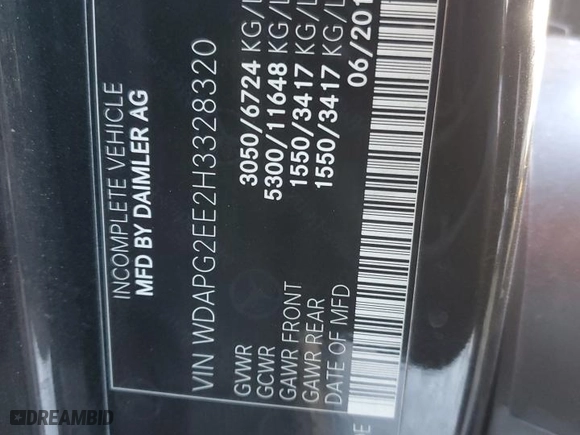 INCOMPLETE VEHICLE
MFD BY DAIMLER AG
VIN WDAPG2EE2H3328320
GVWR 3050/6724 KG/L
GCWR 5300/11648 KG/L
GAWR FRONT 1550/3417 KG/L
GAWR REAR 1550/3417 KG/L
DATE OF MFD 06/201
DREAMBID